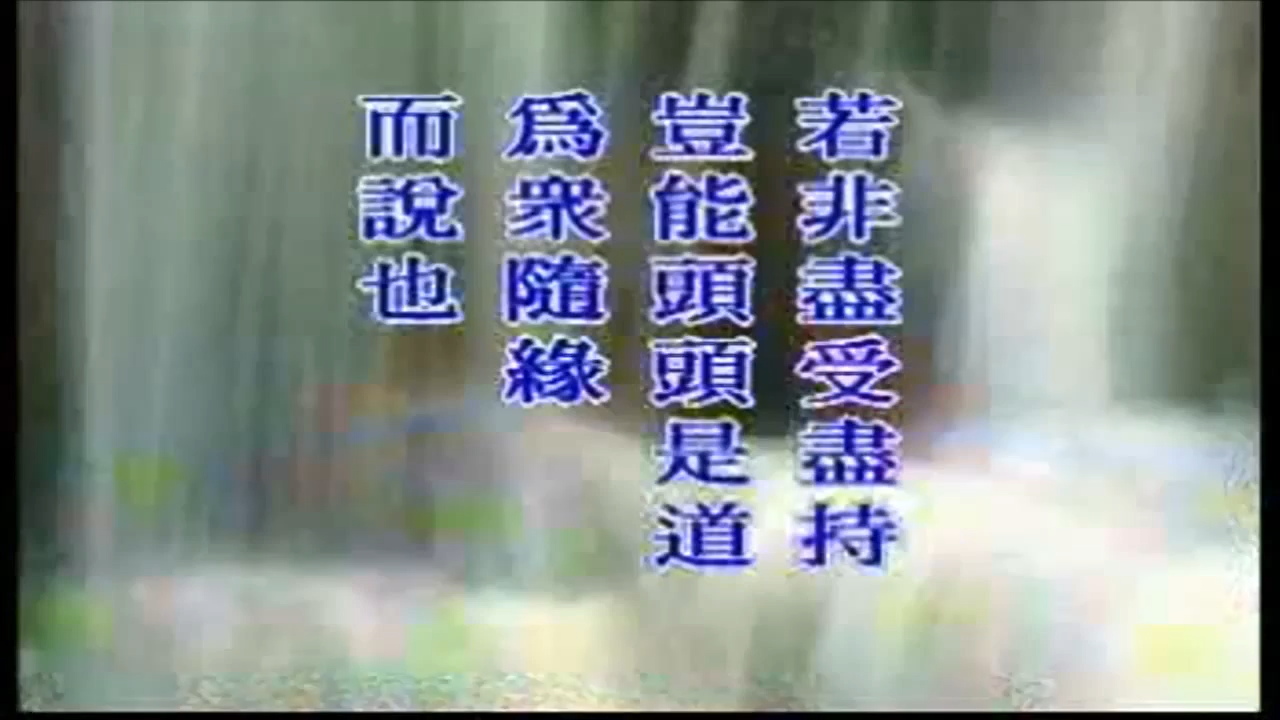 若非盡受盡持
豈能頭頭是道
爲衆隨緣
而說也